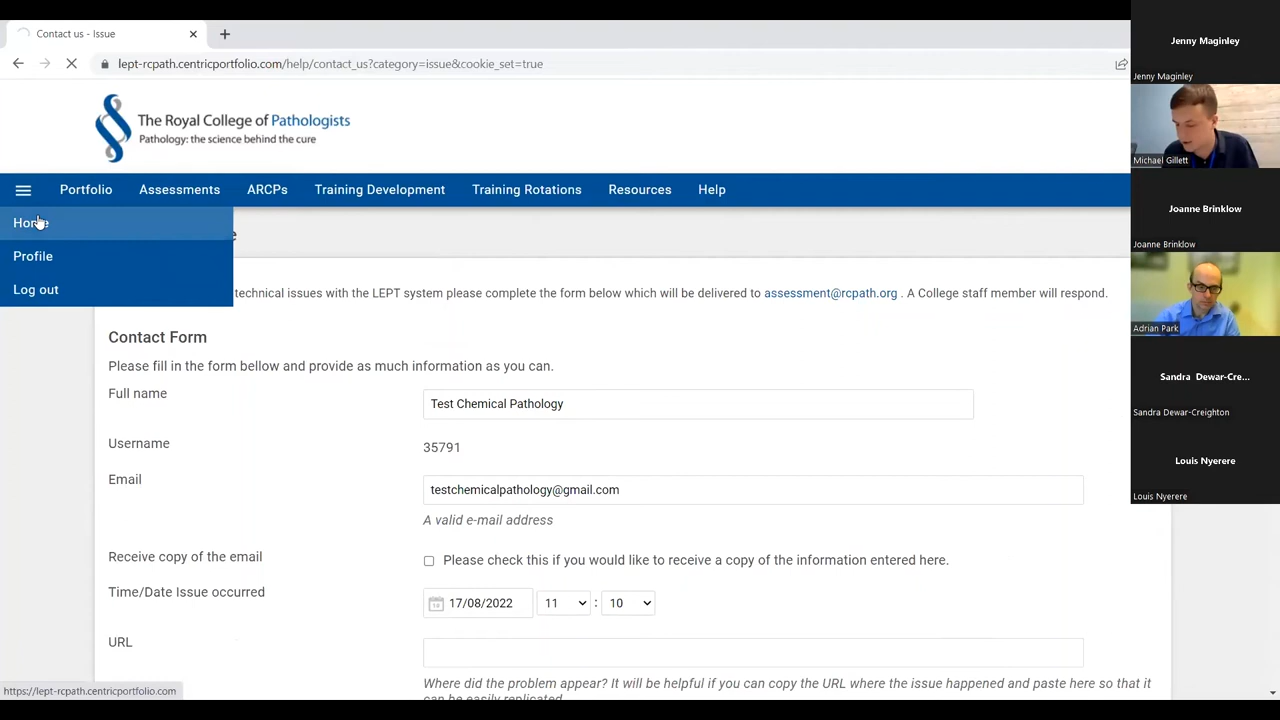 Contact us - Issue
lept-rcpath.centricportfolio.com/help/contact_us?category=issue&cookie_set=true
The Royal College of Pathologists
Pathology: the science behind the cure
Portfolio Assessments ARCPs Training Development Training Rotations Resources Help
Home
Profile
Log out
technical issues with the LEPT system please complete the form below which will be delivered to assessment@rcpath.org . A College staff member will respond.
Contact Form
Please fill in the form bellow and provide as much information as you can.
Full name
Test Chemical Pathology
Username
35791
Email
testchemicalpathology@gmail.com
A valid e-mail address
Receive copy of the email
Please check this if you would like to receive a copy of the information entered here.
Time/Date Issue occurred
17/08/2022 11 : 10
URL
Where did the problem appear? It will be helpful if you can copy the URL where the issue happened and paste here so that it
can be easily replicated
https://lept-rcpath.centricportfolio.com
Jenny Maginley
Jenny Maginley
Michael Gillett
Joanne Brinklow
Joanne Brinklow
Adrian Park
Sandra Dewar-Cre...
Sandra Dewar-Creighton
Louis Nyerere
Louis Nyerere